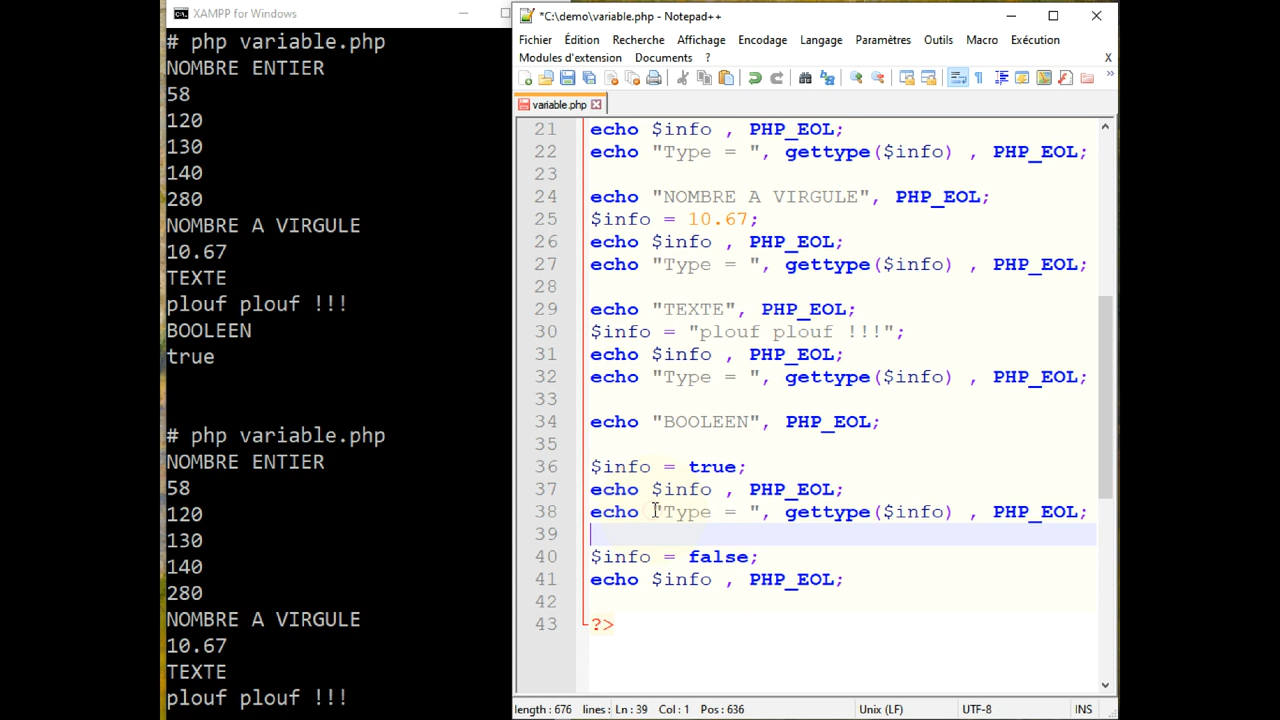 XAMPP for Windows
# php variable.php
NOMBRE ENTIER
58
120
130
140
280
NOMBRE A VIRGULE
10.67
TEXTE
plouf plouf !!!
BOOLEEN
true
# php variable.php
NOMBRE ENTIER
58
120
130
140
280
NOMBRE A VIRGULE
10.67
TEXTE
plouf plouf !!!
*C:\demo\variable.php - Notepad++
Fichier Édition Recherche Affichage Encodage Langage Paramètres Outils Macro Exécution
Modules d'extension Documents ? X
variable.php
21 echo $info , PHP_EOL;
22 echo "Type = ", gettype($info) , PHP_EOL;
23
24 echo "NOMBRE A VIRGULE", PHP_EOL;
25 $info = 10.67;
26 echo $info , PHP_EOL;
27 echo "Type = ", gettype($info) , PHP_EOL;
28
29 echo "TEXTE", PHP_EOL;
30 $info = "plouf plouf !!!";
31 echo $info , PHP_EOL;
32 echo "Type = ", gettype($info) , PHP_EOL;
33
34 echo "BOOLEEN", PHP_EOL;
35
36 $info = true;
37 echo $info , PHP_EOL;
38 echo "Type = ", gettype($info) , PHP_EOL;
39
40 $info = false;
41 echo $info , PHP_EOL;
42
43 ?>
length : 676 lines : Ln : 39 Col : 1 Pos : 636 Unix (LF) UTF-8 INS